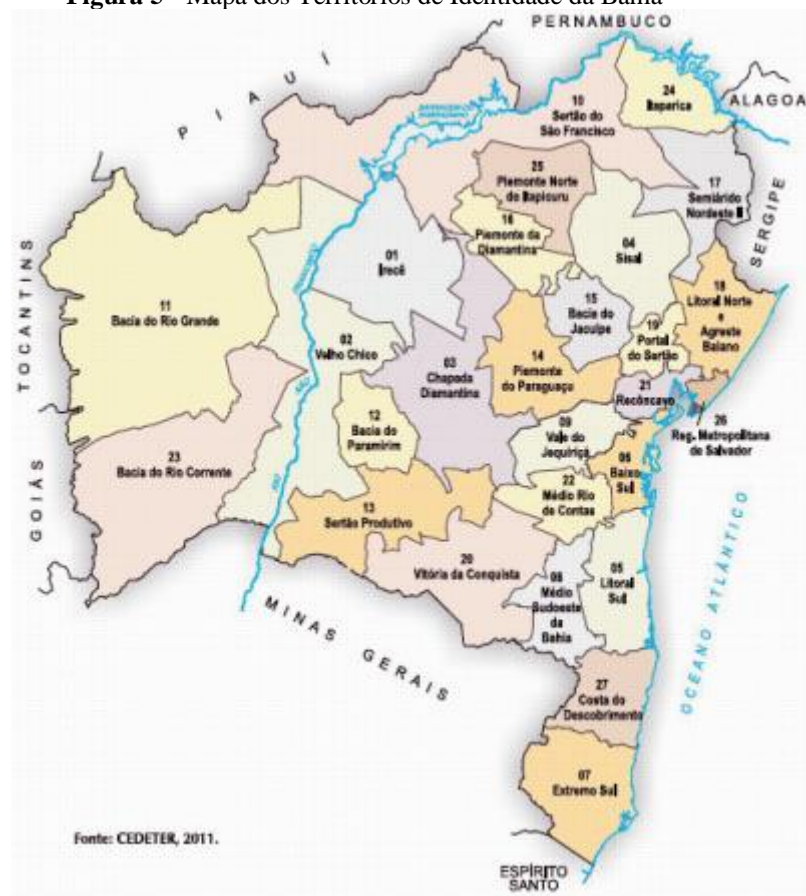 Figura 5 - Mapa dos Territórios de Identidade da Bahia
PERNAMBUCO
PIAUÍ
ALAGOA
SERGIPE
TOCANTINS
GOIÁS
MINAS GERAIS
ESPÍRITO
SANTO
OCEANO ATLÂNTICO
10
Sertão do
São Francisco
24
Itaparica
25
Piemonte Norte
do Itapicuru
17
Semiárido
Nordeste II
16
Piemonte da
Diamantina
04
Sisal
01
Irecê
18
Litoral Norte
e
Agreste
Baiano
11
Bacia do Rio Grande
15
Bacia do
Jacuípe
19
Portal
do Sertão
02
Velho Chico
03
Chapada
Diamantina
14
Piemonte
do Paraguaçu
21
Recôncavo
26
Reg. Metropolitana
de Salvador
12
Bacia do
Paramirim
09
Vale do
Jequiriçá
06
Baixo
Sul
23
Bacia do Rio Corrente
22
Médio Rio
de Contas
13
Sertão Produtivo
20
Vitória da Conquista
08
Médio
Sudoeste
da
Bahia
05
Litoral
Sul
27
Costa do
Descobrimento
07
Extremo Sul
SÃO
RIO
Fonte: CEDETER, 2011.